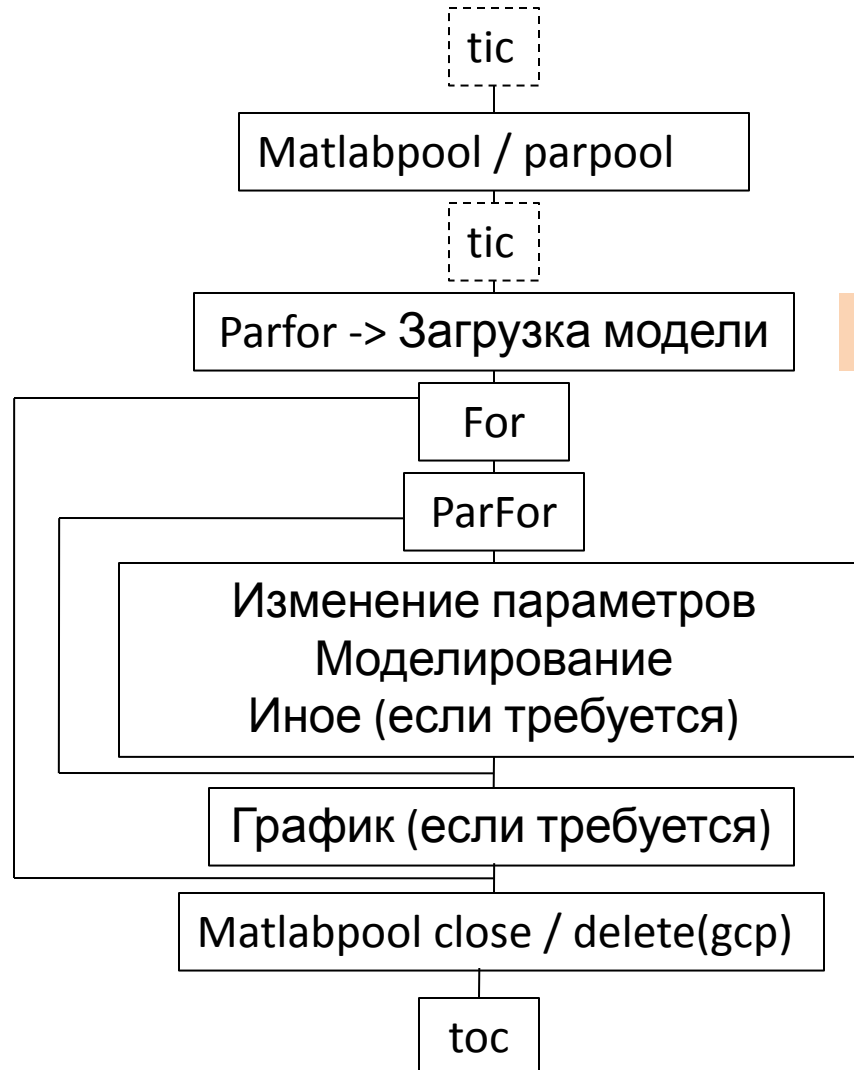 tic
Matlabpool / parpool
tic
Parfor -> Загрузка модели
For
ParFor
Изменение параметров
Моделирование
Иное (если требуется)
График (если требуется)
Matlabpool close / delete(gcp)
toc